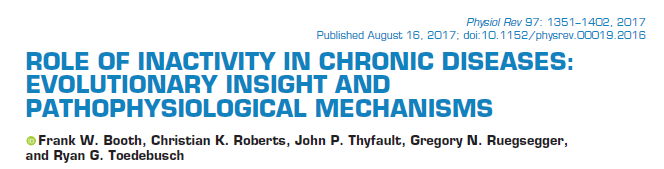 Physiol Rev 97: 1351–1402, 2017
Published August 16, 2017; doi:10.1152/physrev.00019.2016
ROLE OF INACTIVITY IN CHRONIC DISEASES:
EVOLUTIONARY INSIGHT AND
PATHOPHYSIOLOGICAL MECHANISMS
iD Frank W. Booth, Christian K. Roberts, John P. Thyfault, Gregory N. Ruegsegger,
and Ryan G. Toedebusch